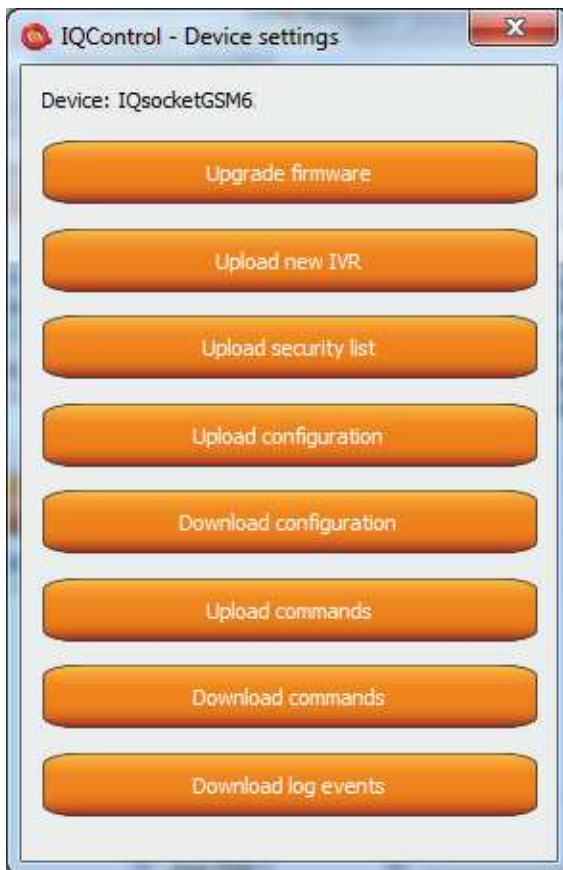 IQControl - Device settings
Device: IQsocketGSM6
Upgrade firmware
Upload new IVR
Upload security list
Upload configuration
Download configuration
Upload commands
Download commands
Download log events